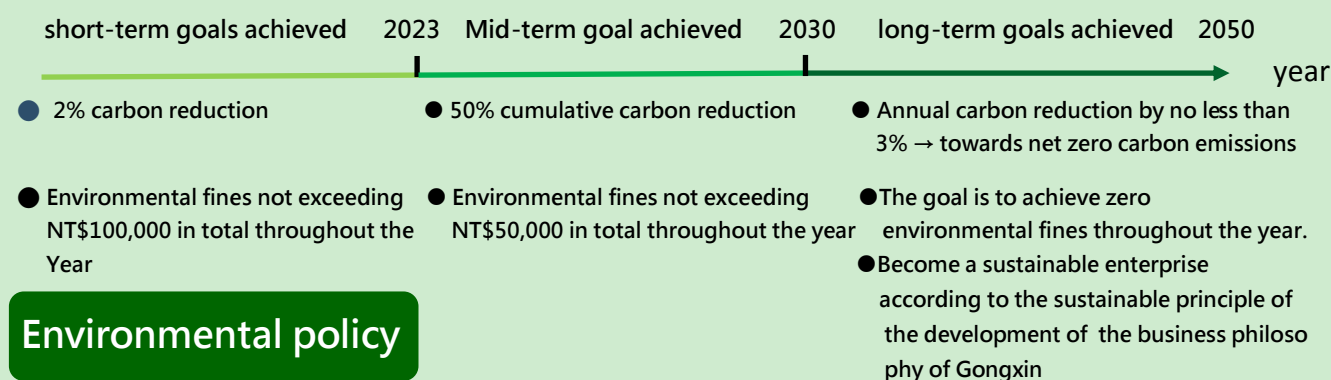 short-term goals achieved 2023 Mid-term goal achieved 2030 long-term goals achieved 2050
year
● 2% carbon reduction
● Environmental fines not exceeding
NT$100,000 in total throughout the
Year
● 50% cumulative carbon reduction
● Environmental fines not exceeding
NT$50,000 in total throughout the year
● Annual carbon reduction by no less than
3% → towards net zero carbon emissions
●The goal is to achieve zero
environmental fines throughout the year.
●Become a sustainable enterprise
according to the sustainable principle of
the development of the business philoso
phy of Gongxin
Environmental policy